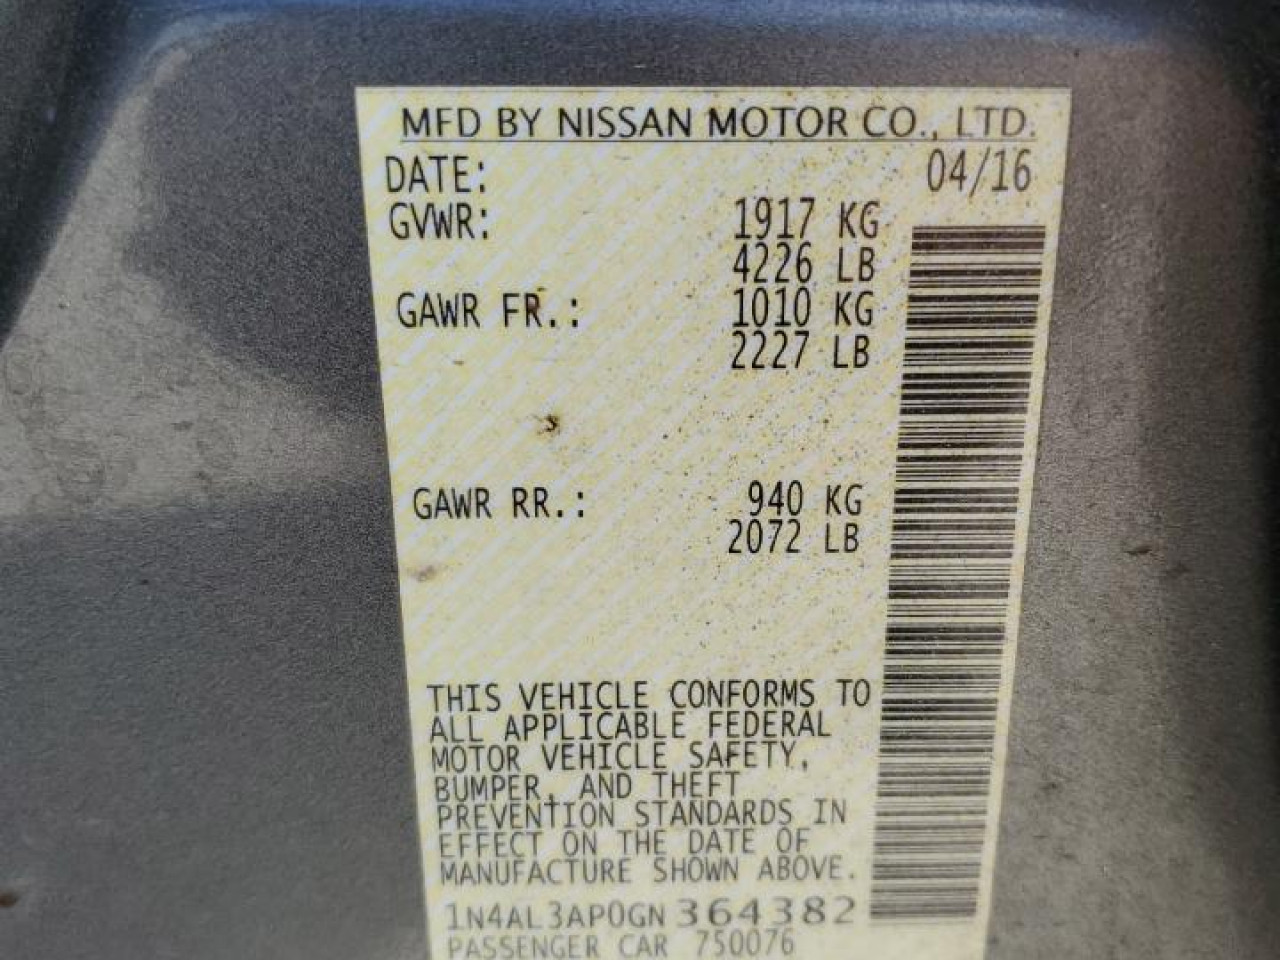 MFD BY NISSAN MOTOR CO., LTD.
DATE: 04/16
GVWR: 1917 KG
4226 LB
GAWR FR.: 1010 KG
2227 LB
GAWR RR.: 940 KG
2072 LB
THIS VEHICLE CONFORMS TO
ALL APPLICABLE FEDERAL
MOTOR VEHICLE SAFETY,
BUMPER, AND THEFT
PREVENTION STANDARDS IN
EFFECT ON THE DATE OF
MANUFACTURE SHOWN ABOVE.
1N4AL3AP0GN364382
PASSENGER CAR 750076